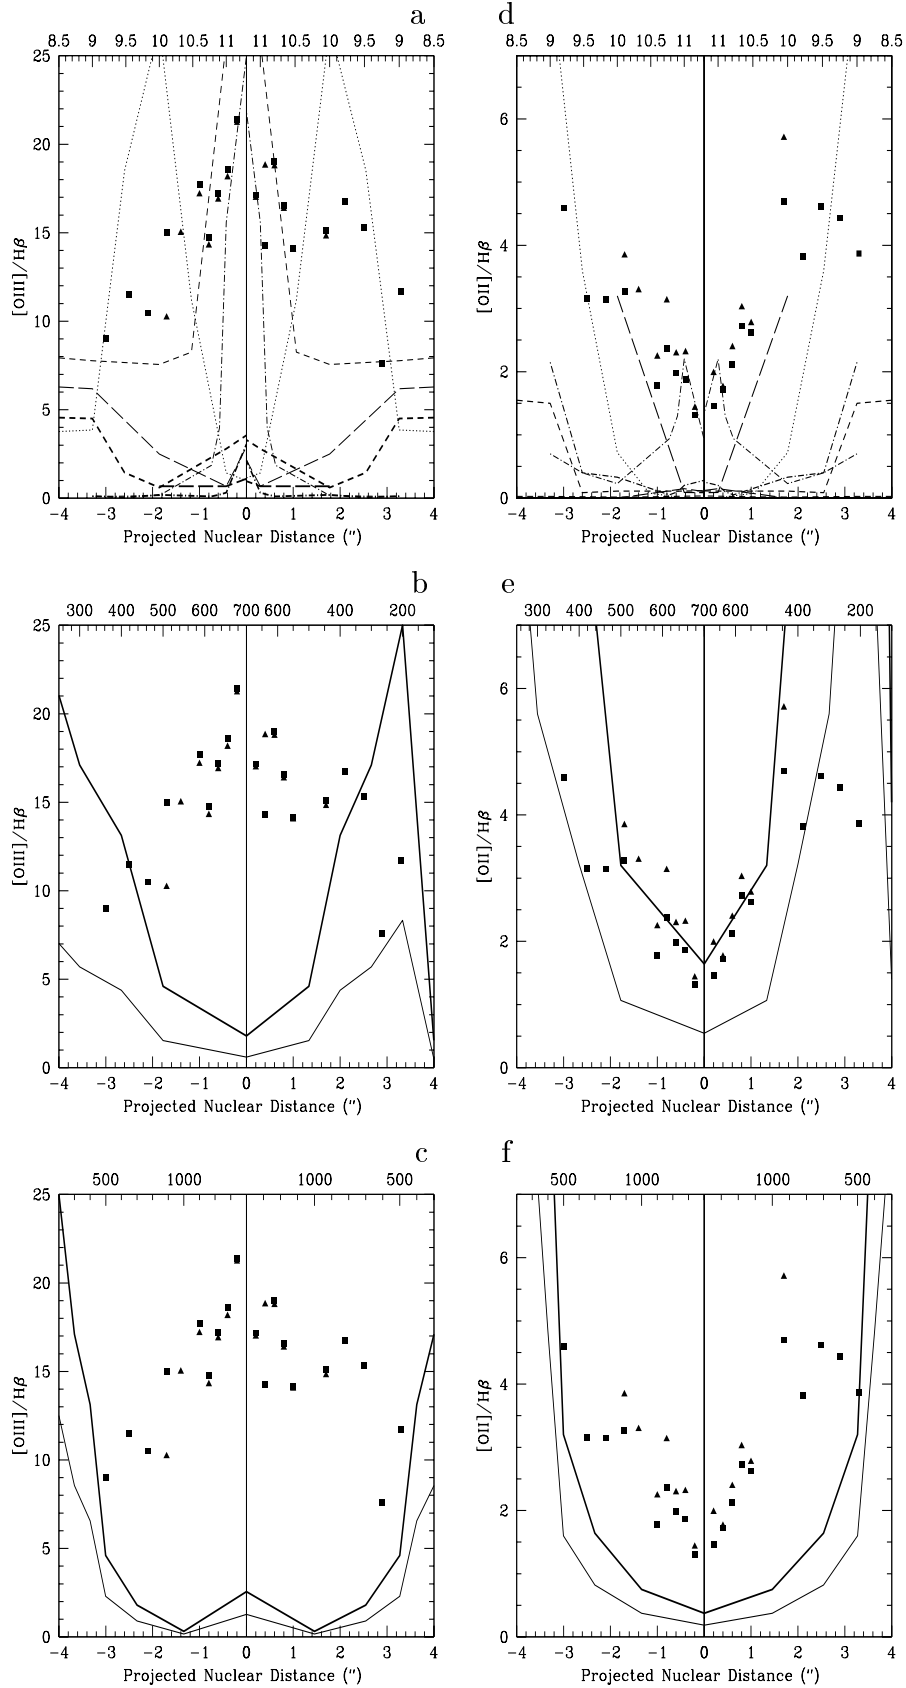 a
8.5 9 9.5 10 10.5 11 11 10.5 10 9.5 9 8.5
25
20
15
10
5
0
[OIII]/Hβ
−4 −3 −2 −1 0 1 2 3 4
Projected Nuclear Distance (″)
d
8.5 9 9.5 10 10.5 11 11 10.5 10 9.5 9 8.5
6
4
2
0
[OII]/Hβ
−4 −3 −2 −1 0 1 2 3 4
Projected Nuclear Distance (″)
b
300 400 500 600 700 600 400 200
25
20
15
10
5
0
[OIII]/Hβ
−4 −3 −2 −1 0 1 2 3 4
Projected Nuclear Distance (″)
e
300 400 500 600 700 600 400 200
6
4
2
0
[OII]/Hβ
−4 −3 −2 −1 0 1 2 3 4
Projected Nuclear Distance (″)
c
500 1000 1000 500
25
20
15
10
5
0
[OIII]/Hβ
−4 −3 −2 −1 0 1 2 3 4
Projected Nuclear Distance (″)
f
500 1000 1000 500
6
4
2
0
[OII]/Hβ
−4 −3 −2 −1 0 1 2 3 4
Projected Nuclear Distance (″)